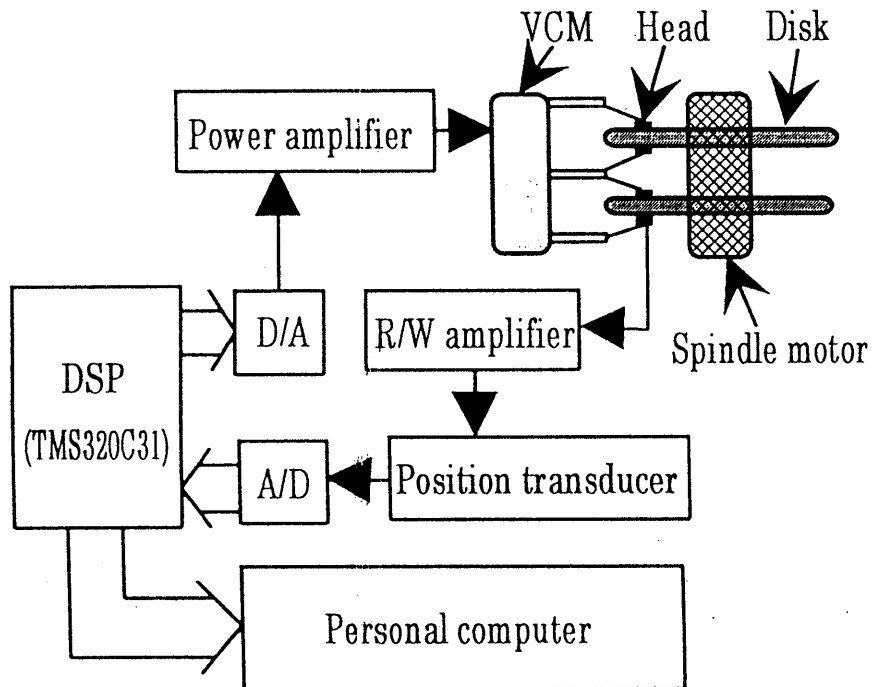 VCM
Head
Disk
Power amplifier
D/A
R/W amplifier
Spindle motor
DSP
(TMS320C31)
A/D
Position transducer
Personal computer